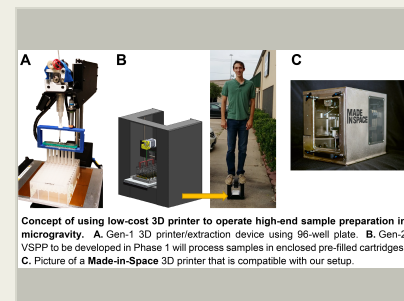 A B C
MADE
IN SPACE
Concept of using low-cost 3D printer to operate high-end sample preparation in
microgravity. A. Gen-1 3D printer/extraction device using 96-well plate. B. Gen-2
VSPP to be developed in Phase 1 will process samples in enclosed pre-filled cartridges
C. Picture of a Made-in-Space 3D printer that is compatible with our setup.